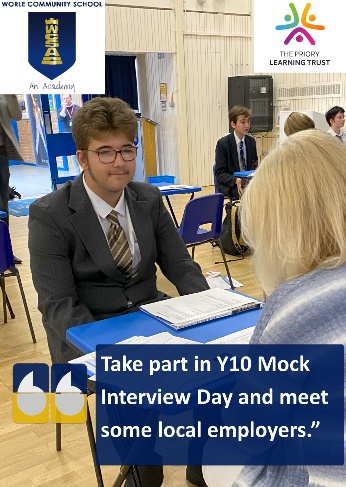 WORLE COMMUNITY SCHOOL
WCSA
An Academy
THE PRIORY
LEARNING TRUST
Take part in Y10 Mock
Interview Day and meet
some local employers.”